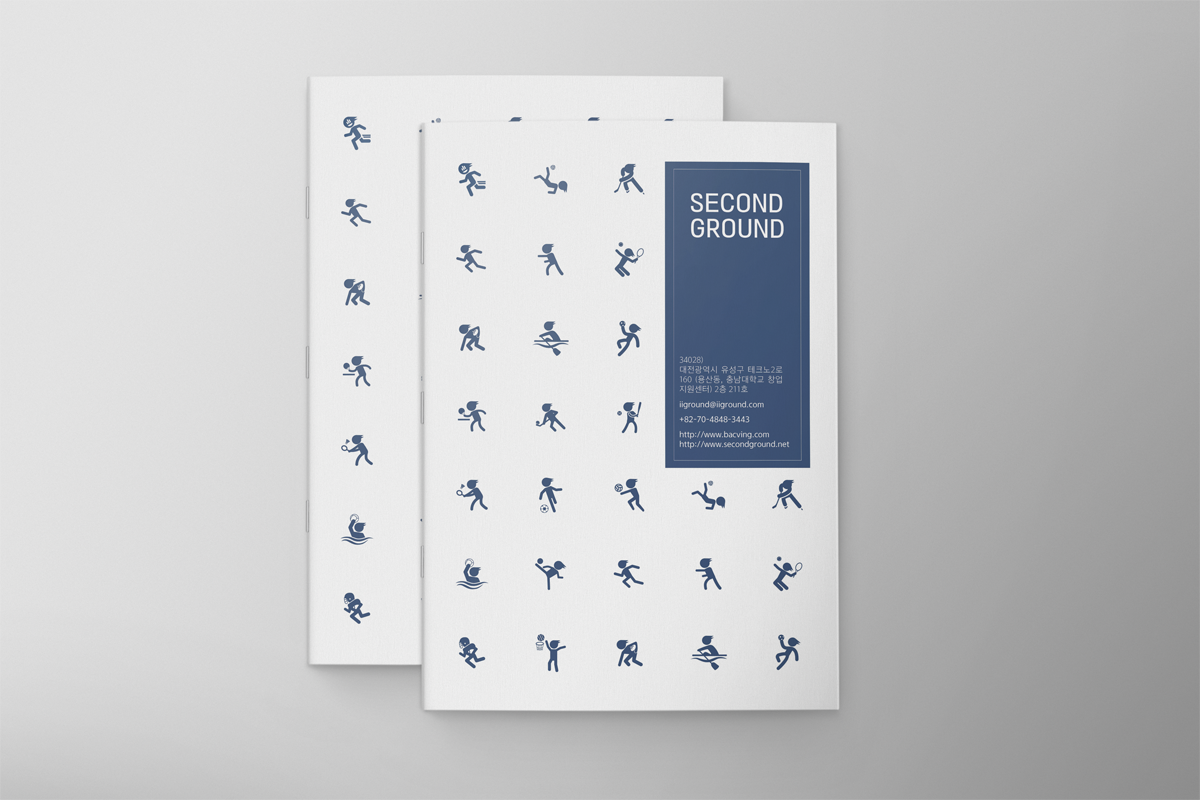 SECOND
GROUND
34028)
대전광역시 유성구 테크노2로
160 (용산동, 충남대학교 창업
지원센터) 2층 211호
iiground@iiground.com
+82-70-4848-3443
http://www.bacving.com
http://www.secondground.net